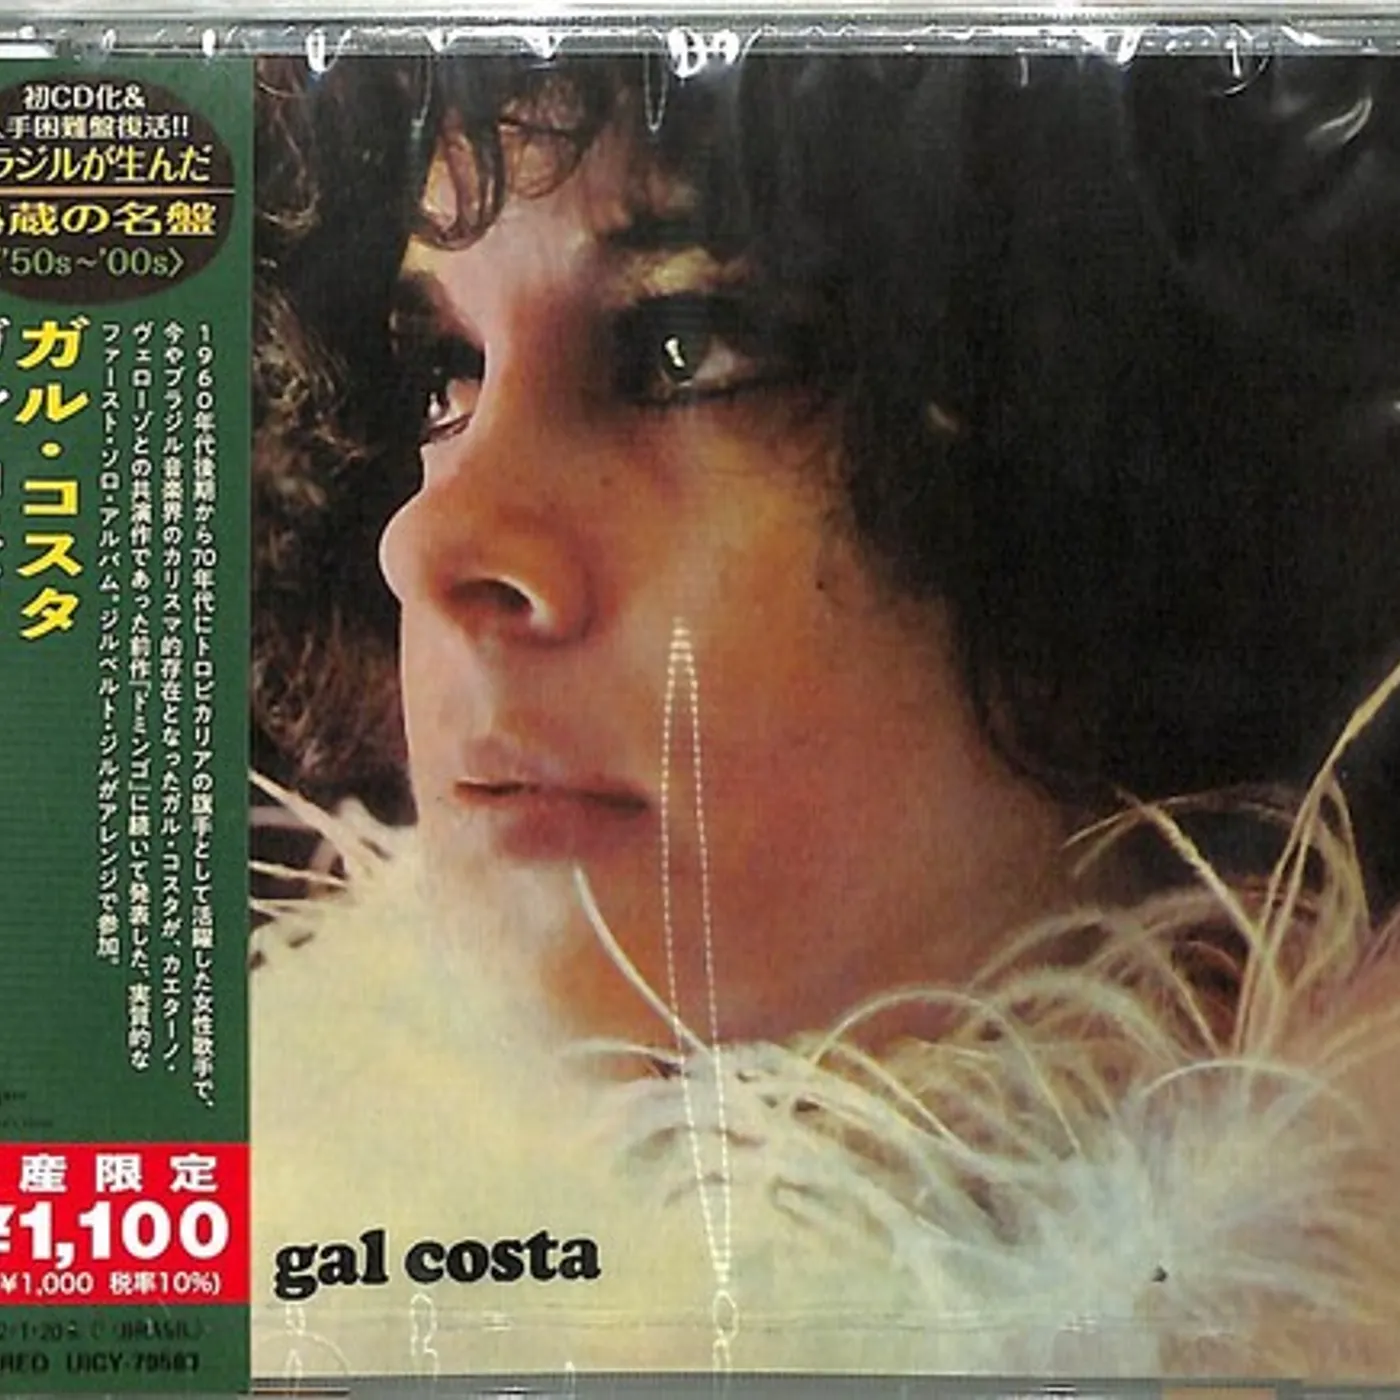 初CD化&
手困難盤復活!!
ラジルが生んだ
蔵の名盤
'50s~'00s〉
ガル・コスタ
1960年代後期から70年代にトロピカリアの旗手として活躍した女性歌手で、
今やブラジル音楽界のカリスマ的存在となったガル・コスタが、カエターノ・
ヴェローゾとの共演作であった前作「ドミンゴ」に続いて発表した、実質的な
ファースト・ソロ・アルバム。ジルベルト・ジルがアレンジで参加。
産限定
¥1,100
¥1,000 税率10%)
UICY-79583
gal costa